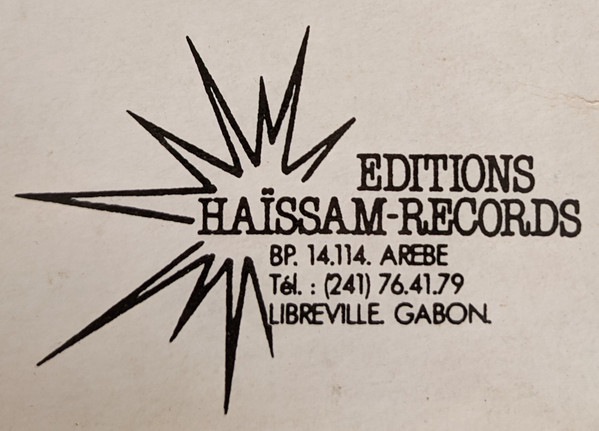 EDITIONS
HAÏSSAM-RECORDS
BP. 14.114. AREBE
Tél. : (241) 76.41.79
LIBREVILLE. GABON.